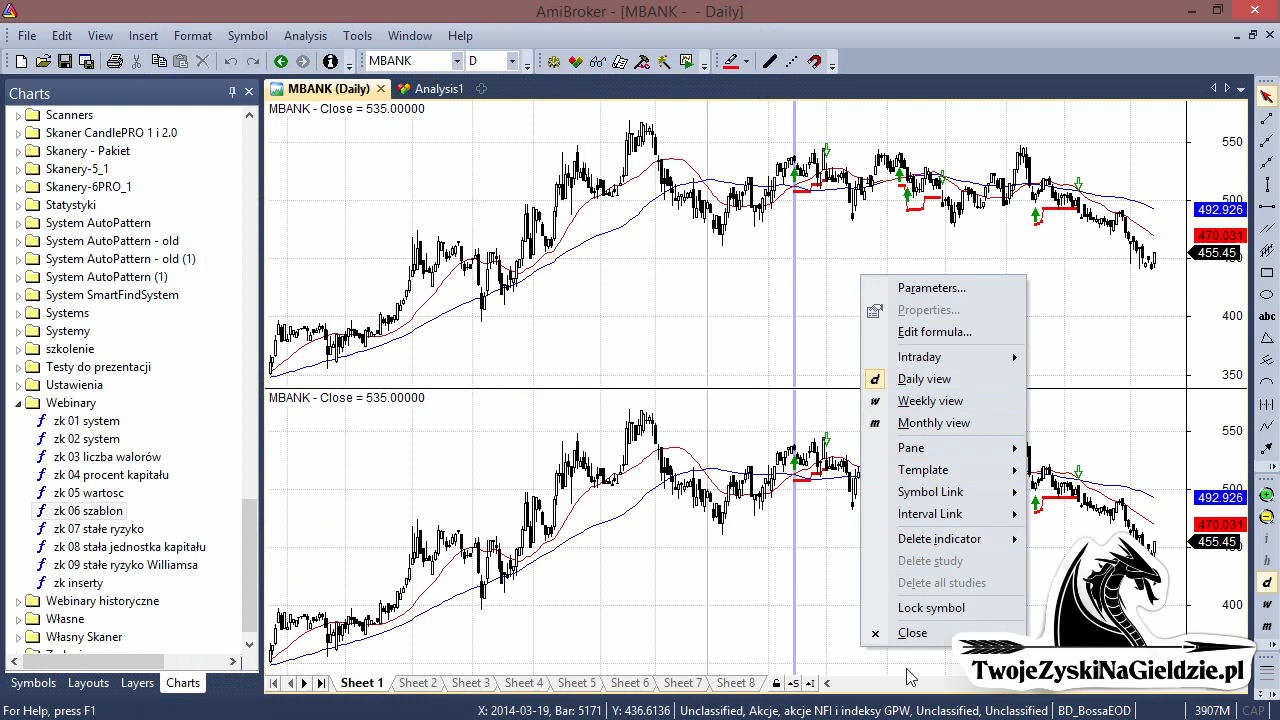 AmiBroker - [MBANK - - Daily]
File Edit View Insert Format Symbol Analysis Tools Window Help
MBANK D
Charts
MBANK (Daily) Analysis1
Scanners
Skaner CandlePRO 1 i 2.0
Skanery - Pakiet
Skanery-5_1
Skanery-6PRO_1
Statystyki
System AutoPattern
System AutoPattern - old
System AutoPattern - old (1)
System AutoPattern (1)
System SmartFindSystem
Systems
Systemy
szkolenie
Testy do prezentacji
Ustawienia
Webinary
zk 01 system
zk 02 system
zk 03 liczba walorów
zk 04 procent kapitału
zk 05 wartosc
zk 06 szablon
zk 07 stałe ryzyko
zk 08 stała jednostka kapitału
zk 09 stałe ryzyko Williamsa
zk inserty
Webinary historyczne
Własne
Własny Skaner
Symbols Layouts Layers Charts
MBANK - Close = 535.00000
550
500
492.926
470.031
455.45
400
350
MBANK - Close = 535.00000
550
500
492.926
470.031
455.45
400
Parameters...
Properties...
Edit formula...
Intraday
d Daily view
w Weekly view
m Monthly view
Pane
Template
Symbol Link
Interval Link
Delete indicator
Delete study
Delete all studies
Lock symbol
Close
abc
i
h
d
w
m
TwojeZyskiNaGieldzie.pl
Sheet 1 Sheet 2 Sheet 3 Sheet 4 Sheet 5 Sheet 6 Sheet 7 Sheet 8
For Help, press F1 X: 2014-03-19, Bar: 5171 Y: 436.6136 Unclassified, Akcje, akcje NFI i indeksy GPW, Unclassified, Unclassified BD_BossaEOD 3907M CAP